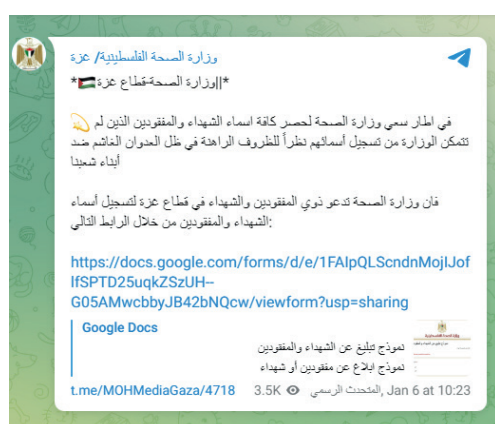 وزارة الصحة الفلسطينية/ غزة
*||وزارة الصحة-قطاع غزة🇵🇸*
💫 في اطار سعي وزارة الصحة لحصر كافة اسماء الشهداء والمفقودين الذين لم
تتمكن الوزارة من تسجيل أسمائهم نظراً للظروف الراهنة في ظل العدوان الغاشم ضد
أبناء شعبنا
فان وزارة الصحة تدعو ذوي المفقودين والشهداء في قطاع غزة لتسجيل أسماء
الشهداء والمفقودين من خلال الرابط التالي:
https://docs.google.com/forms/d/e/1FAIpQLScndnMojIJof
IfSPTD25uqkZSzUH--
G05AMwcbbyJB42bNQcw/viewform?usp=sharing
Google Docs
نموذج تبليغ عن الشهداء والمفقودين
نموذج ابلاغ عن مفقودين أو شهداء
t.me/MOHMediaGaza/4718 3.5K المتحدث الرسمي, Jan 6 at 10:23